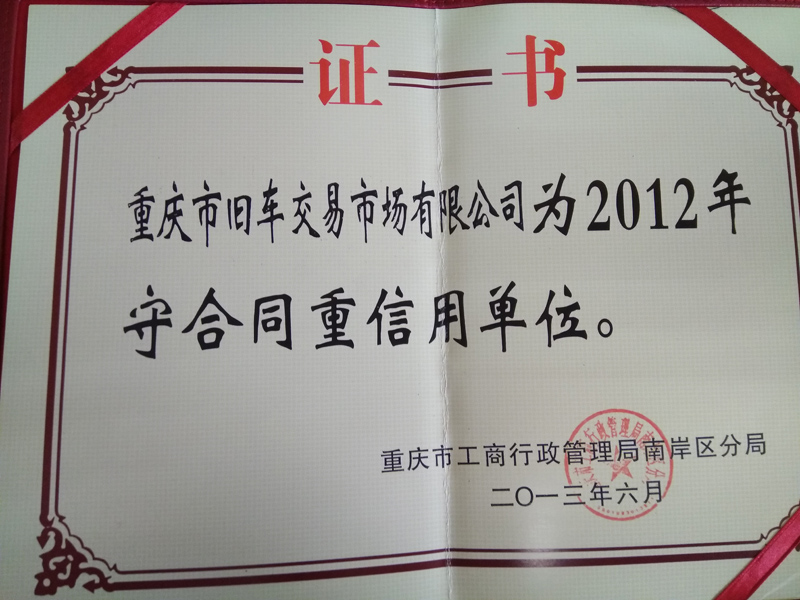 证书
重庆市旧车交易市场有限公司为2012年
守合同重信用单位。
重庆市工商行政管理局南岸区分局
二〇一三年六月